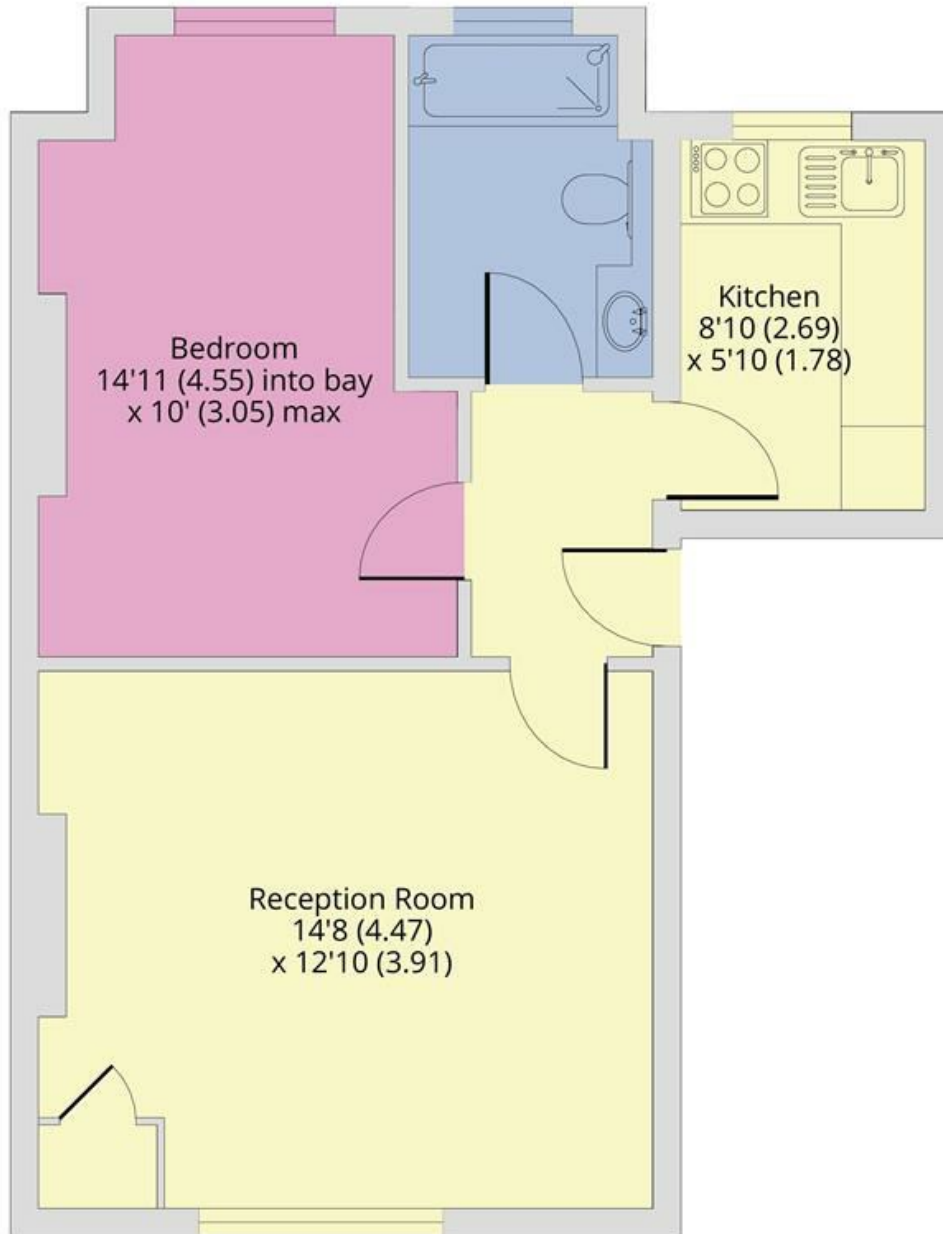 Kitchen
8'10 (2.69)
x 5'10 (1.78)
Bedroom
14'11 (4.55) into bay
x 10' (3.05) max
Reception Room
14'8 (4.47)
x 12'10 (3.91)